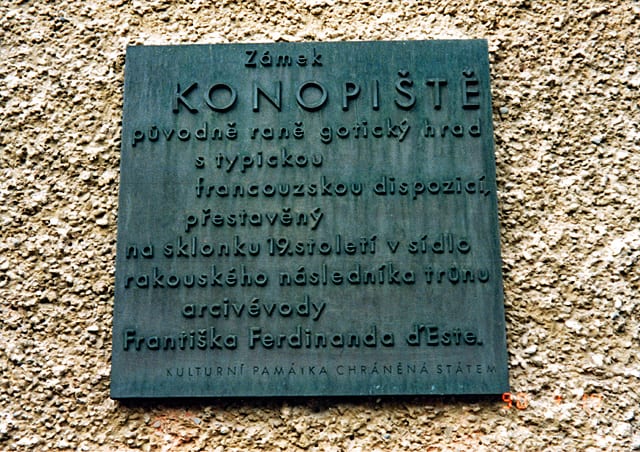 Zámek
KONOPIŠTĚ
původně raně gotický hrad
s typickou
francouzskou dispozicí,
přestavěný
na sklonku 19.století v sídlo
rakouského následníka trůnu
arcivévody
Františka Ferdinanda ďEste.
KULTURNÍ PAMÁTKA CHRÁNĚNÁ STÁTEM